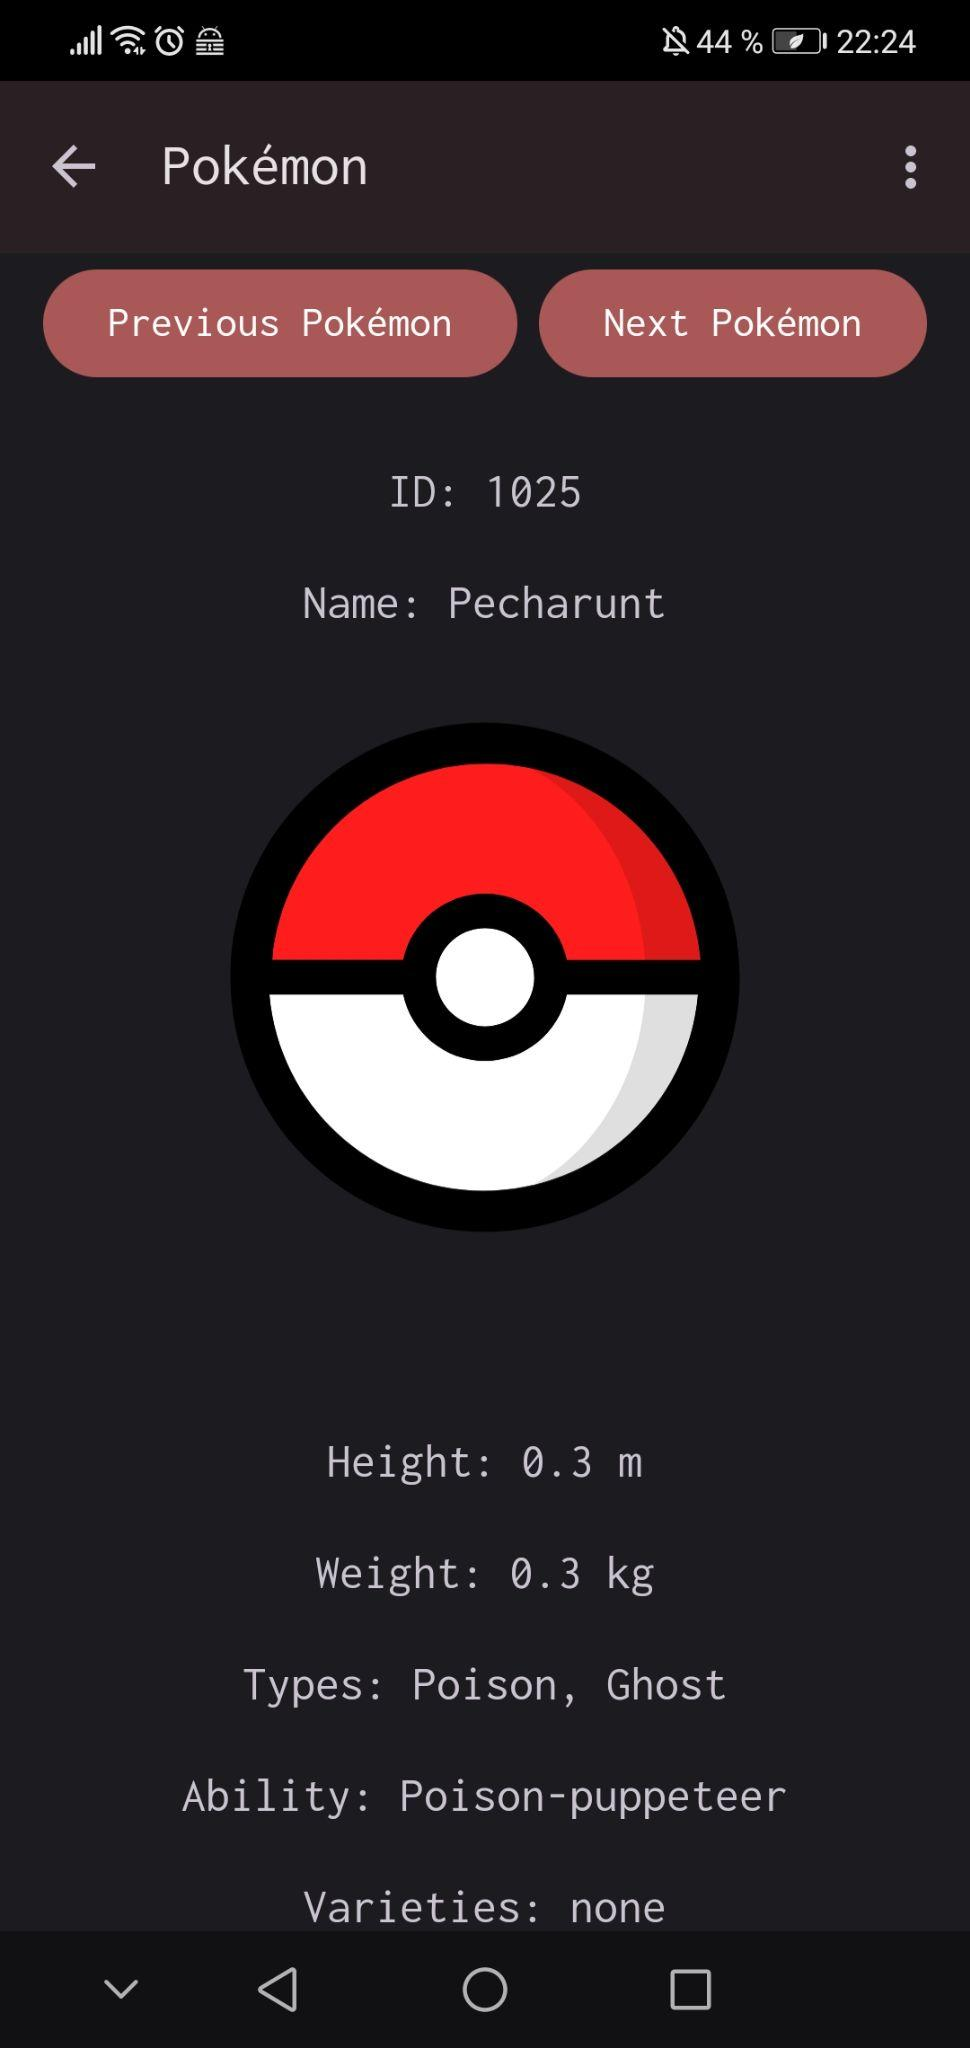 44 % 22:24
Pokémon
Previous Pokémon Next Pokémon
ID: 1025
Name: Pecharunt
Height: 0.3 m
Weight: 0.3 kg
Types: Poison, Ghost
Ability: Poison-puppeteer
Varieties: none